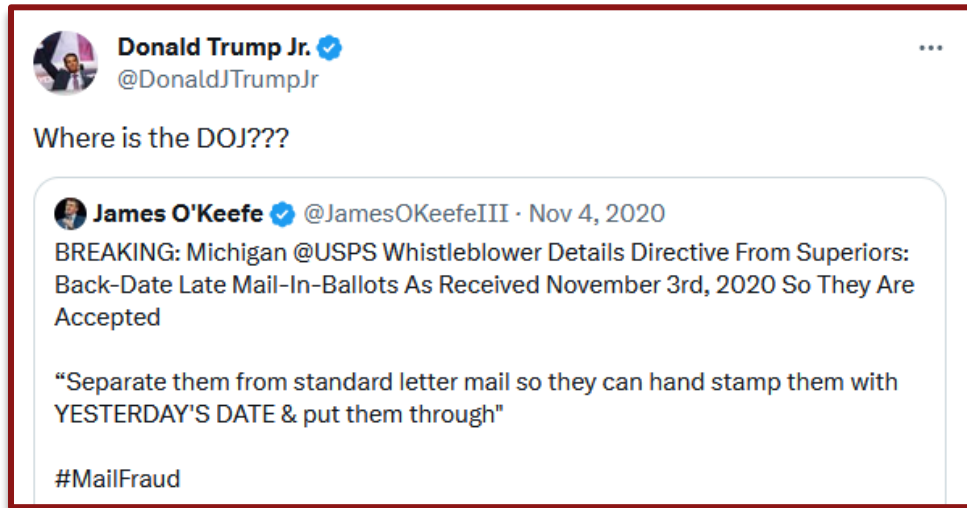 Donald Trump Jr.
@DonaldJTrumpJr
Where is the DOJ???
James O'Keefe @JamesOKeefeIII · Nov 4, 2020
BREAKING: Michigan @USPS Whistleblower Details Directive From Superiors:
Back-Date Late Mail-In-Ballots As Received November 3rd, 2020 So They Are
Accepted
“Separate them from standard letter mail so they can hand stamp them with
YESTERDAY'S DATE & put them through"
#MailFraud